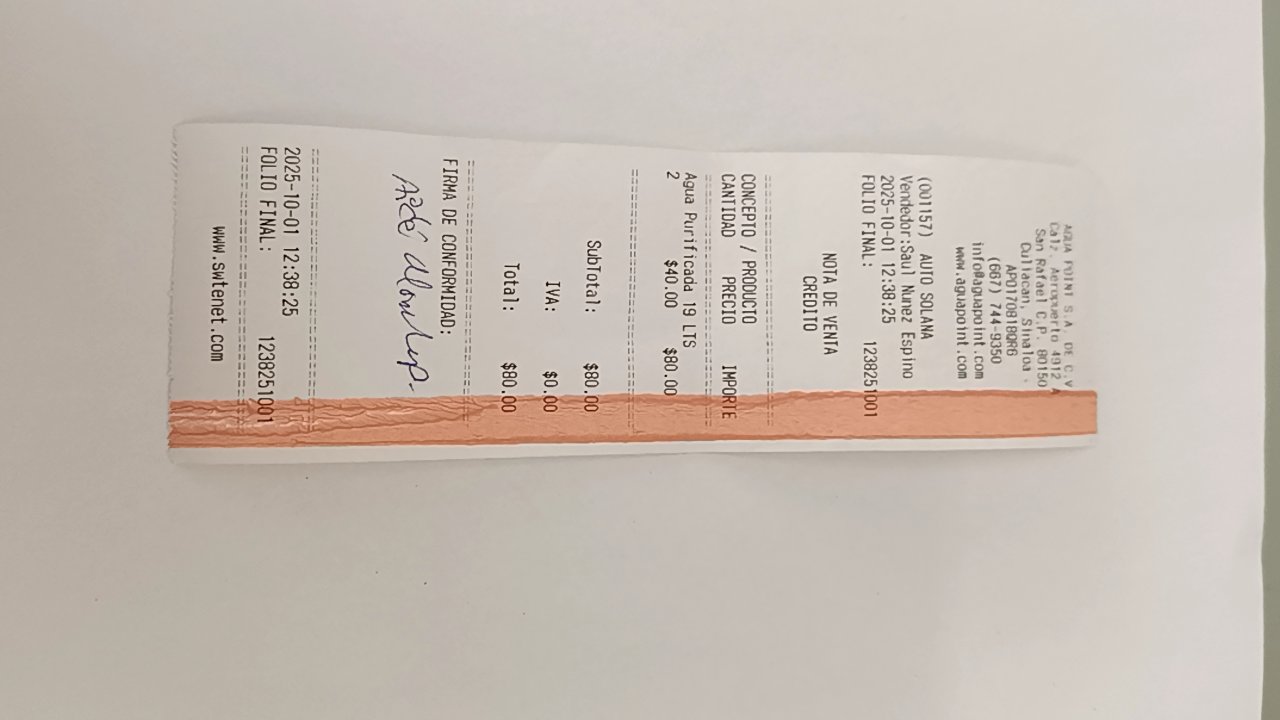 AGUA POINT S.A. DE C.V
Calz. Aeropuerto 4912 A
San Rafael C.P. 80150
Culiacan, Sinaloa .
APO170818QR6
(667) 744-9350
info@aguapoint.com
www.aguapoint.com
(001157) AUTO SOLANA
Vendedor:Saul Nunez Espino
2025-10-01 12:38:25
FOLIO FINAL: 1238251001
NOTA DE VENTA
CREDITO
CONCEPTO / PRODUCTO
CANTIDAD PRECIO IMPORTE
Agua Purificada 19 LTS
2 $40.00 $80.00
SubTotal: $80.00
IVA: $0.00
Total: $80.00
FIRMA DE CONFORMIDAD:
2025-10-01 12:38:25
FOLIO FINAL: 1238251001
www.swtenet.com